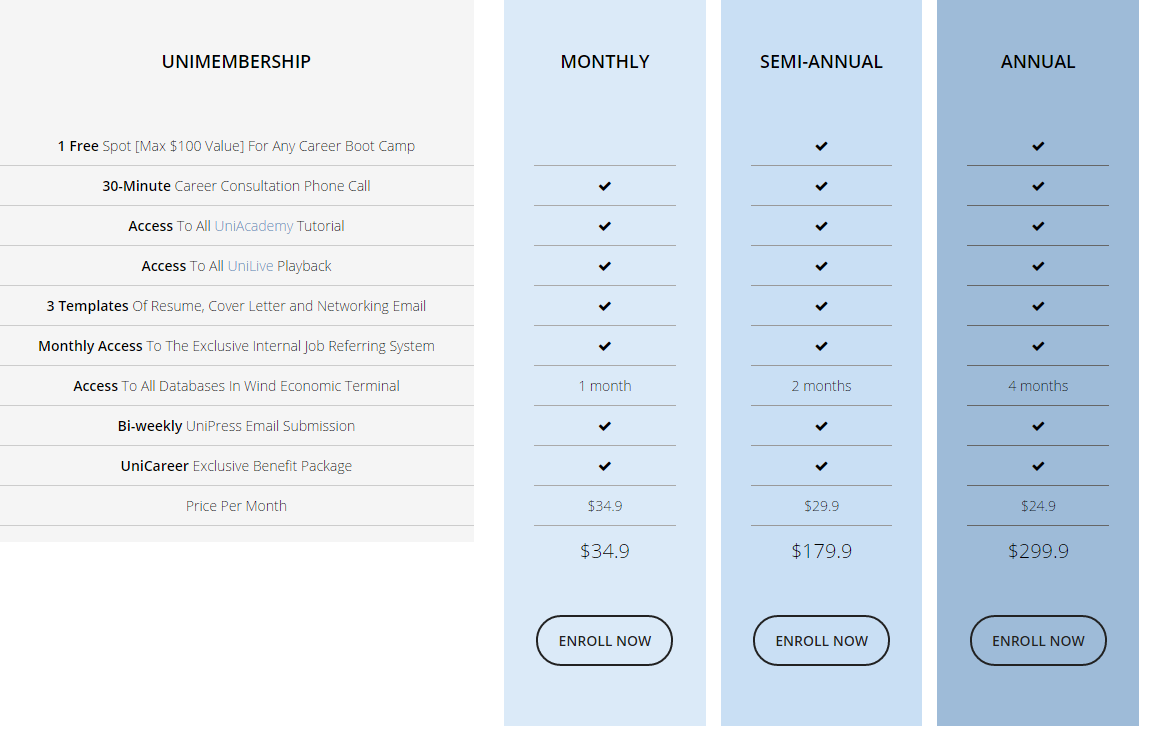 UNIMEMBERSHIP MONTHLY SEMI-ANNUAL ANNUAL
1 Free Spot [Max $100 Value] For Any Career Boot Camp ✔ ✔
30-Minute Career Consultation Phone Call ✔ ✔ ✔
Access To All UniAcademy Tutorial ✔ ✔ ✔
Access To All UniLive Playback ✔ ✔ ✔
3 Templates Of Resume, Cover Letter and Networking Email ✔ ✔ ✔
Monthly Access To The Exclusive Internal Job Referring System ✔ ✔ ✔
Access To All Databases In Wind Economic Terminal 1 month 2 months 4 months
Bi-weekly UniPress Email Submission ✔ ✔ ✔
UniCareer Exclusive Benefit Package ✔ ✔ ✔
Price Per Month $34.9 $29.9 $24.9
$34.9 $179.9 $299.9
ENROLL NOW ENROLL NOW ENROLL NOW